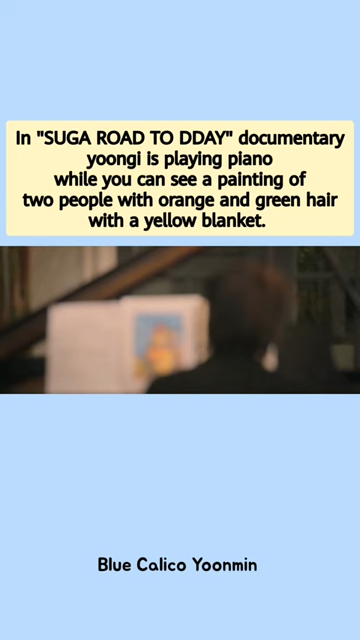 In "SUGA ROAD TO DDAY" documentary
yoongi is playing piano
while you can see a painting of
two people with orange and green hair
with a yellow blanket.
Blue Calico Yoonmin